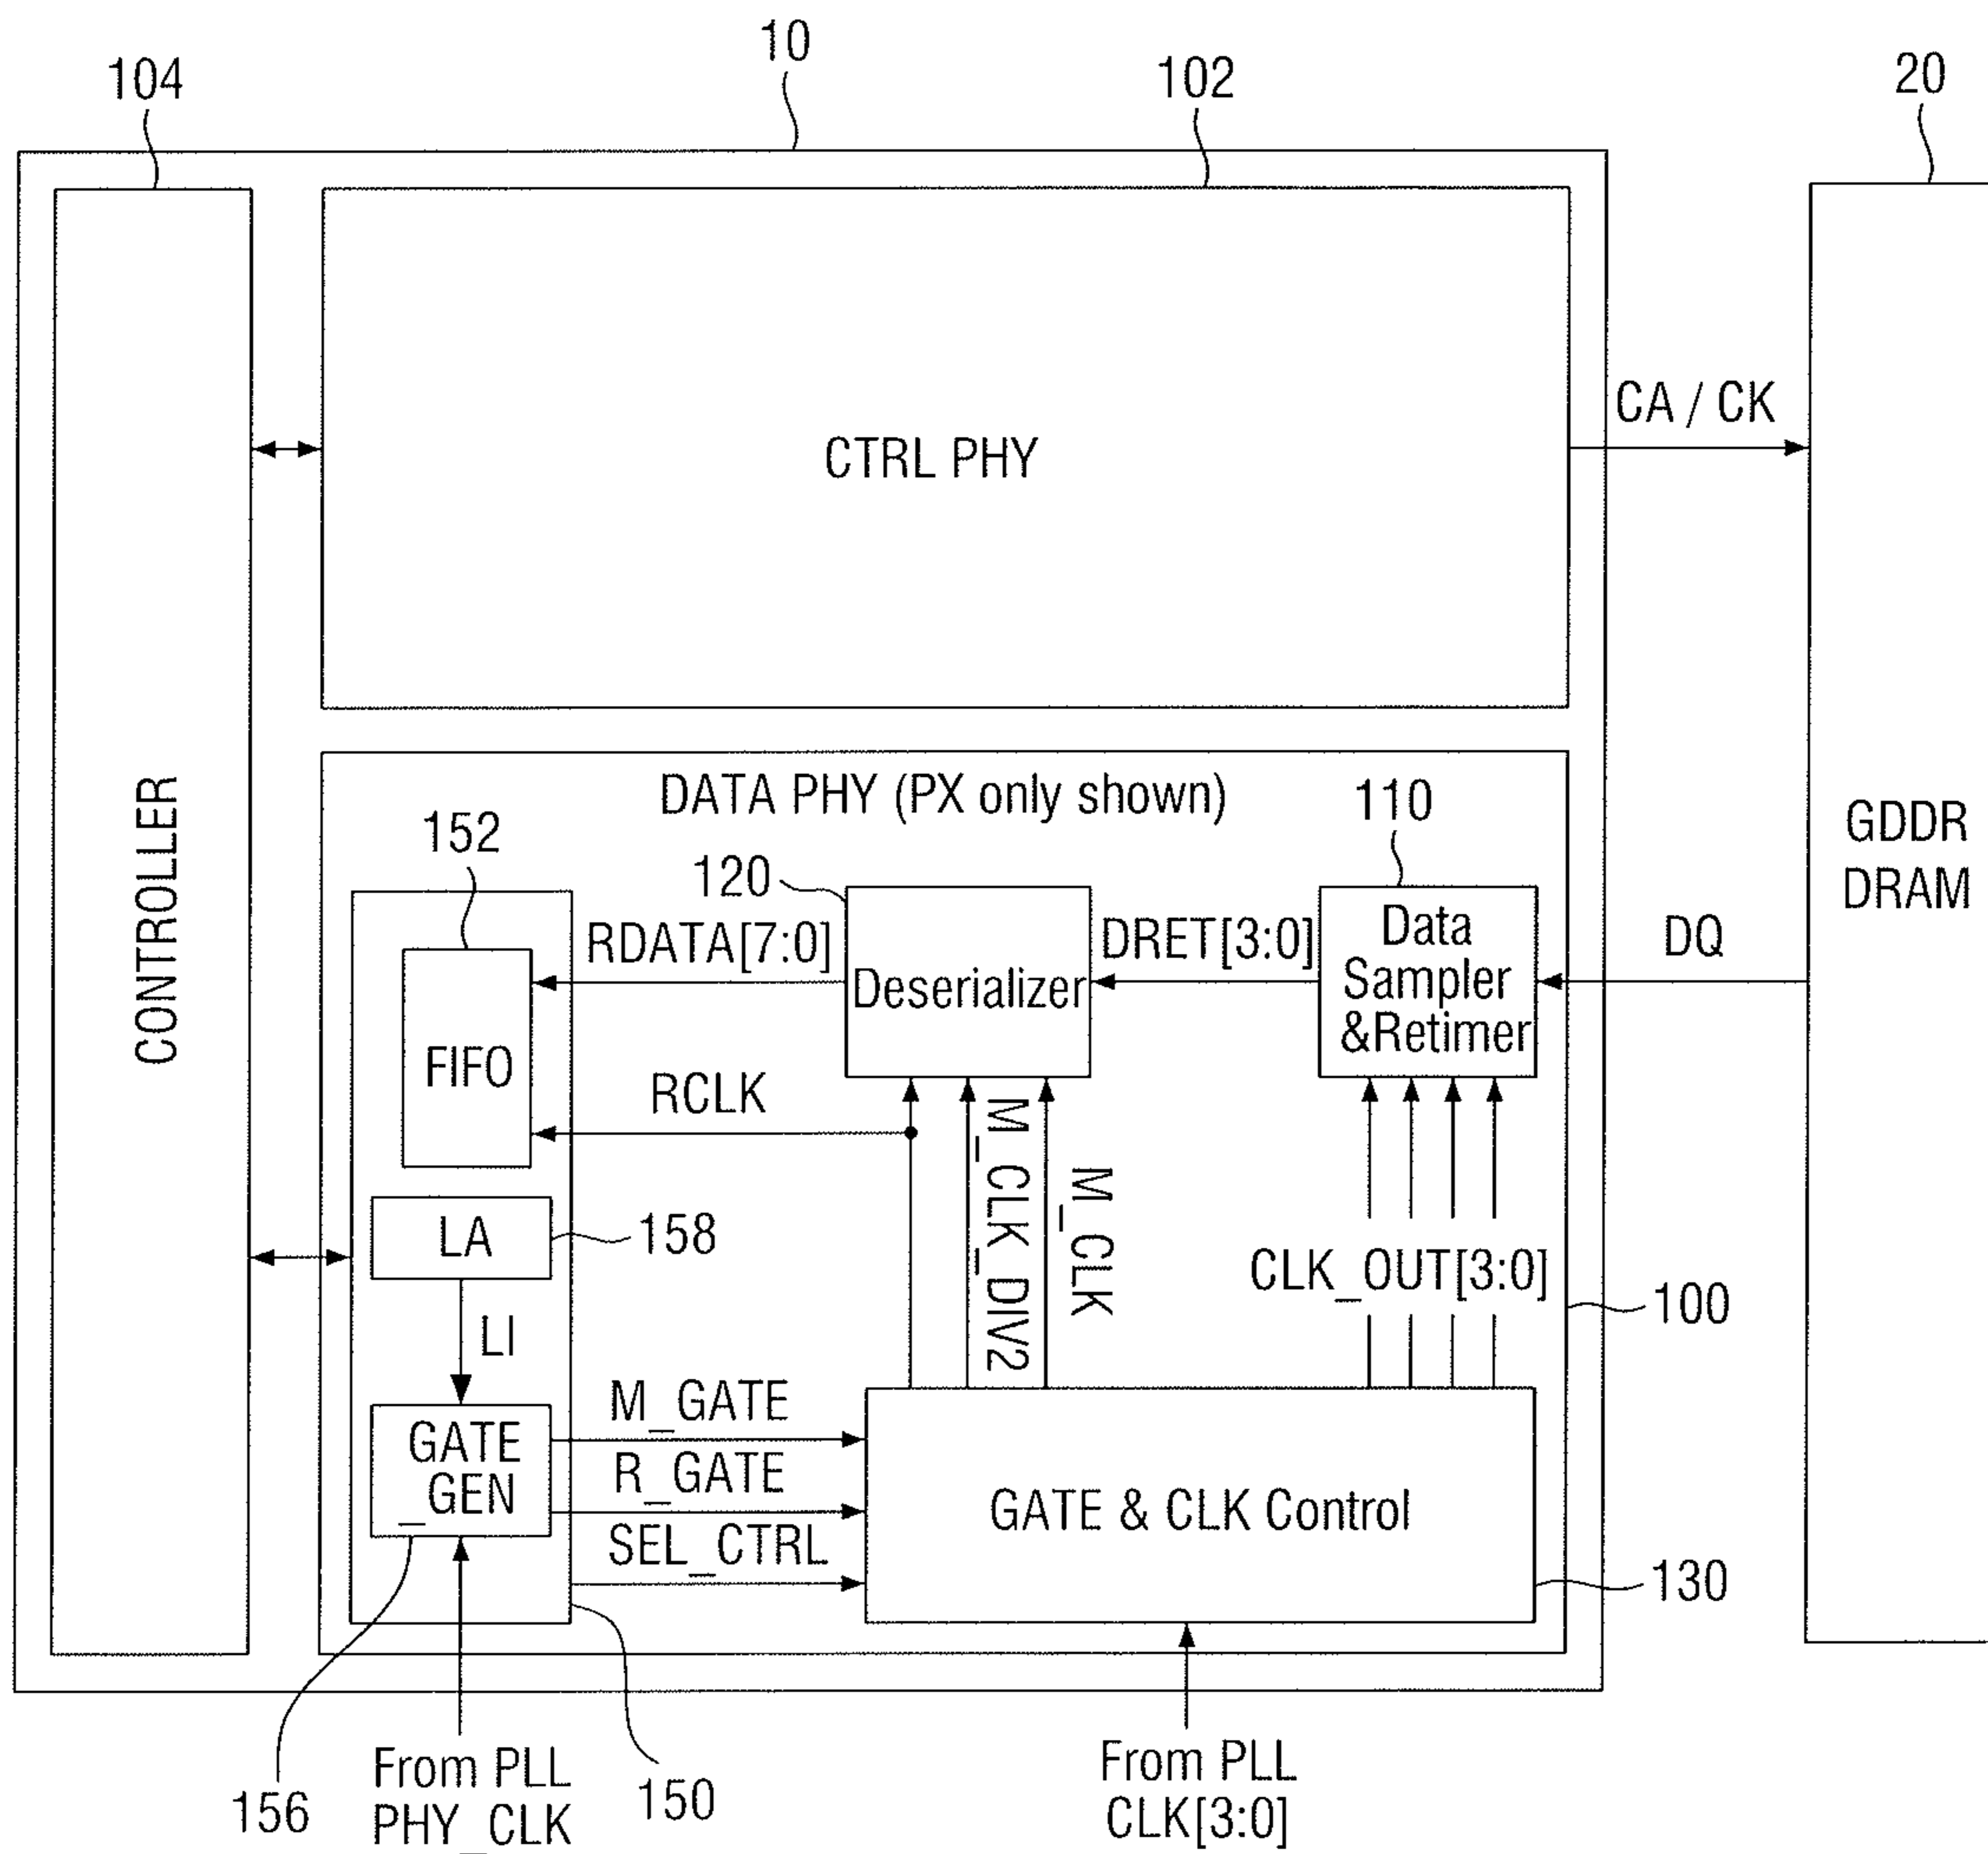 10
104
102
20
CTRL PHY
CA / CK
CONTROLLER
DATA PHY (PX only shown)
152
120
110
GDDR
DRAM
RDATA[7:0]
Deserializer
DRET[3:0]
Data
Sampler
&Retimer
DQ
FIFO
RCLK
M_CLK_DIV2
M_CLK
LA
158
CLK_OUT[3:0]
100
LI
GATE
_GEN
M_GATE
R_GATE
SEL_CTRL
GATE & CLK Control
130
From PLL
PHY_CLK
156
150
From PLL
CLK[3:0]